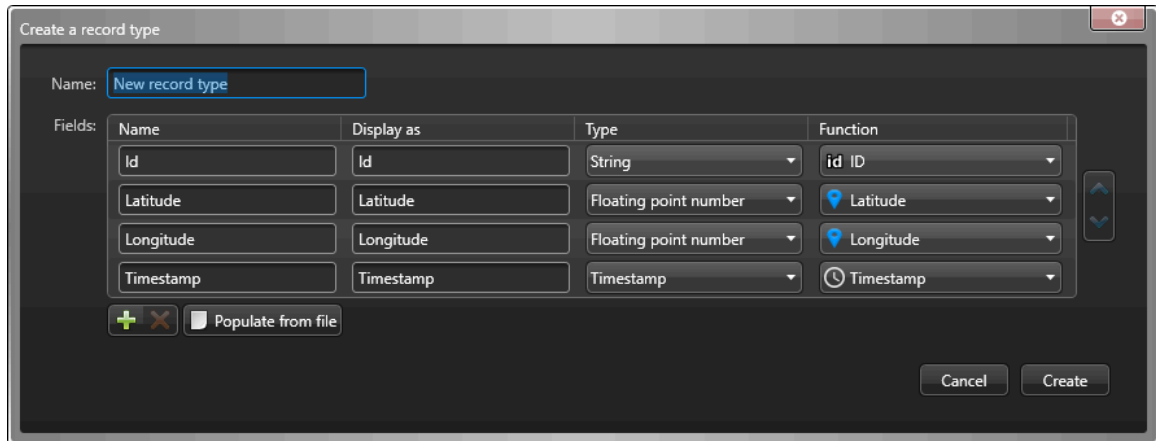 Create a record type
Name: New record type
Fields: Name Display as Type Function
Id Id String id ID
Latitude Latitude Floating point number Latitude
Longitude Longitude Floating point number Longitude
Timestamp Timestamp Timestamp Timestamp
Populate from file
Cancel Create